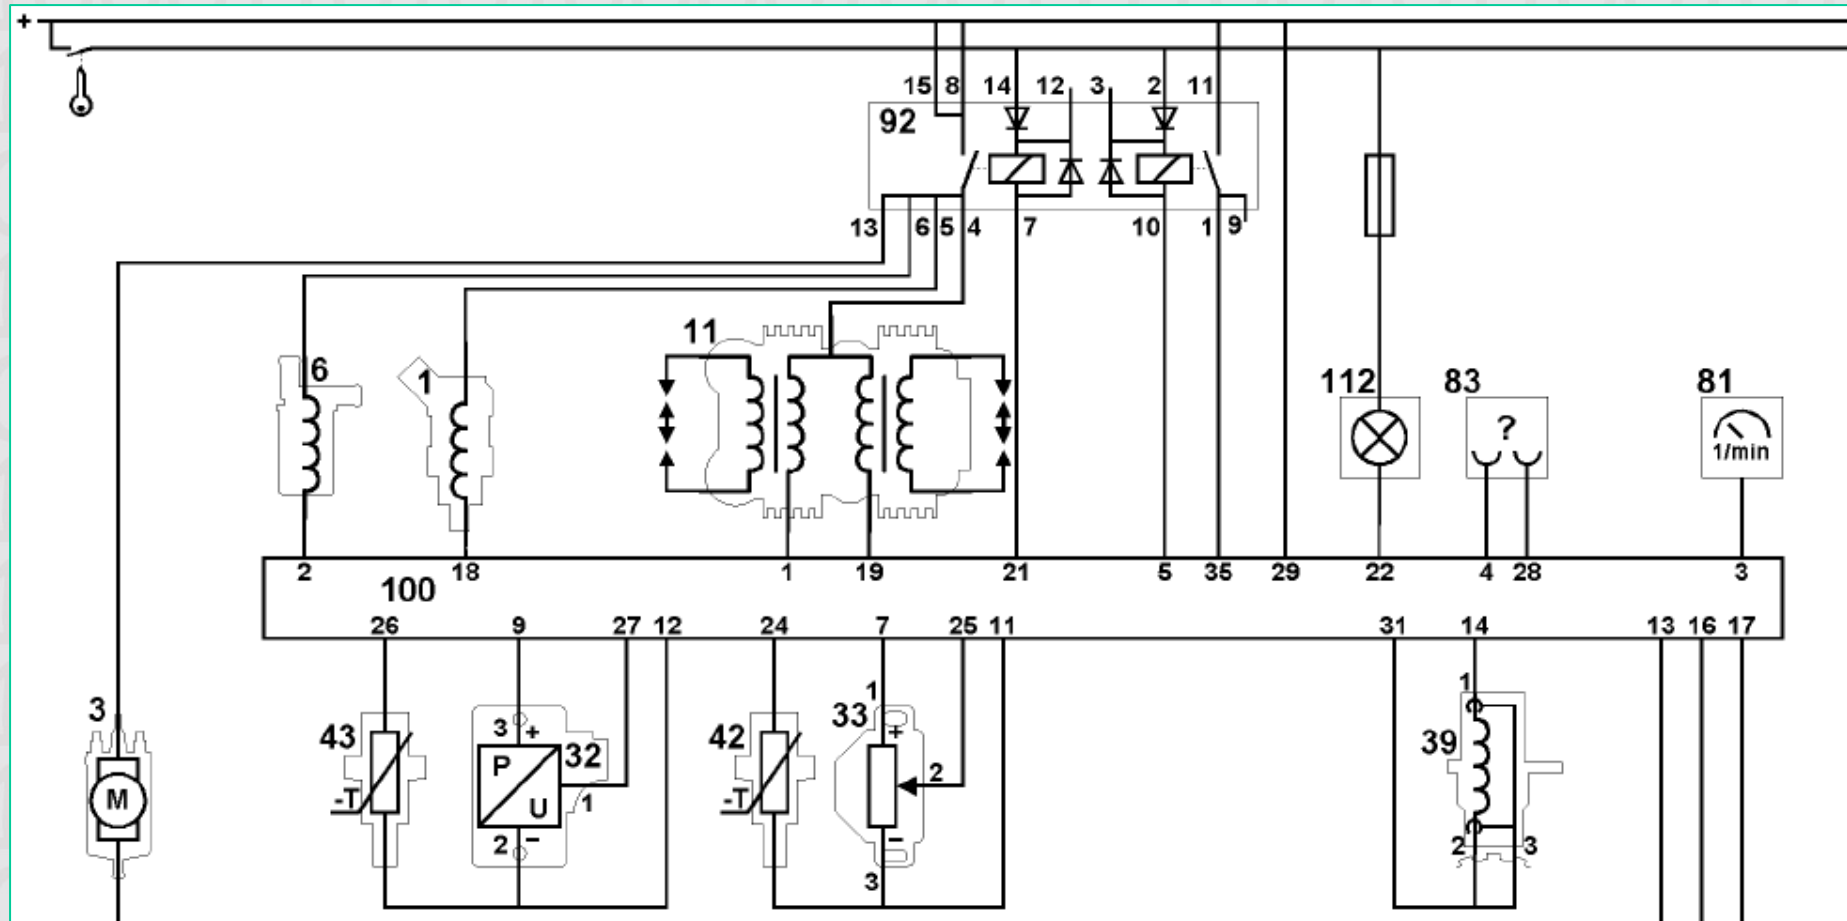 +
15 8 14 12 3 2 11
92
13 6 5 4 7 10 1 9
11
6 1 112 83 81
?
1/min
2 18 1 19 21 5 35 29 22 4 28 3
100
26 9 27 12 24 7 25 11 31 14 13 16 17
1 1
3 43 3 + 32 42 33 + 39
P
-T U 1 -T 2
M
2 – – 2 3
3